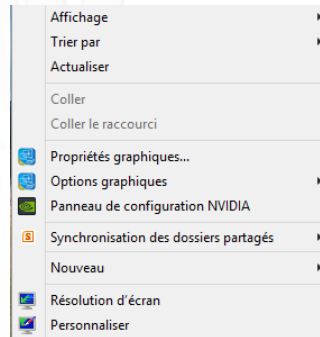 Affichage
Trier par
Actualiser
Coller
Coller le raccourci
Propriétés graphiques...
Options graphiques
Panneau de configuration NVIDIA
S
Synchronisation des dossiers partagés
Nouveau
Résolution d'écran
Personnaliser